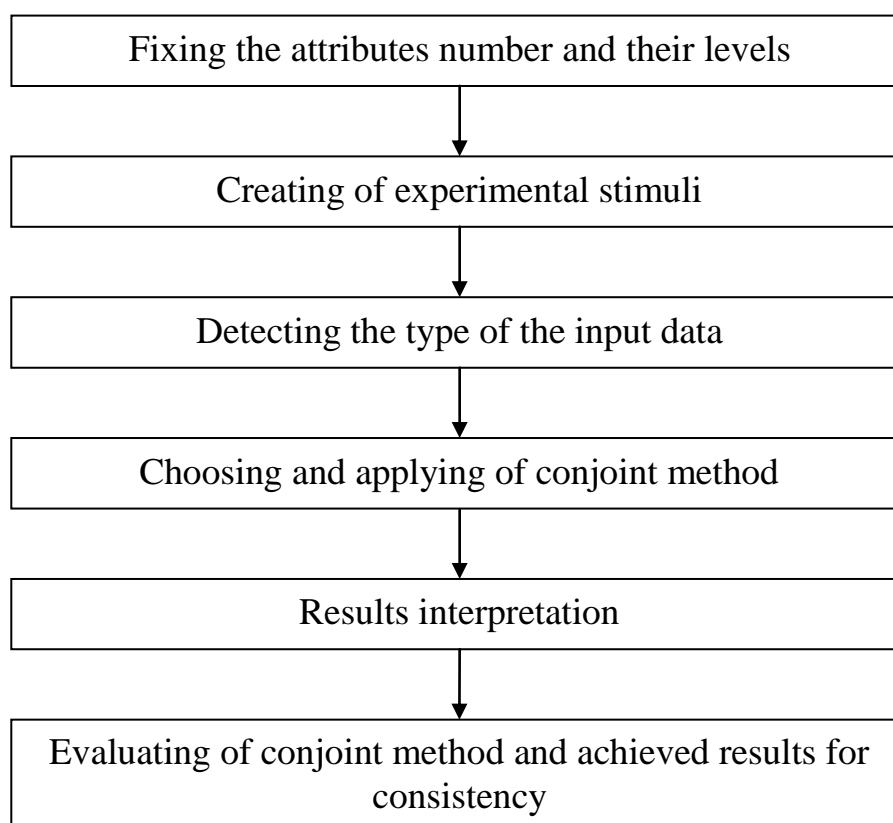 Fixing the attributes number and their levels
Creating of experimental stimuli
Detecting the type of the input data
Choosing and applying of conjoint method
Results interpretation
Evaluating of conjoint method and achieved results for
consistency